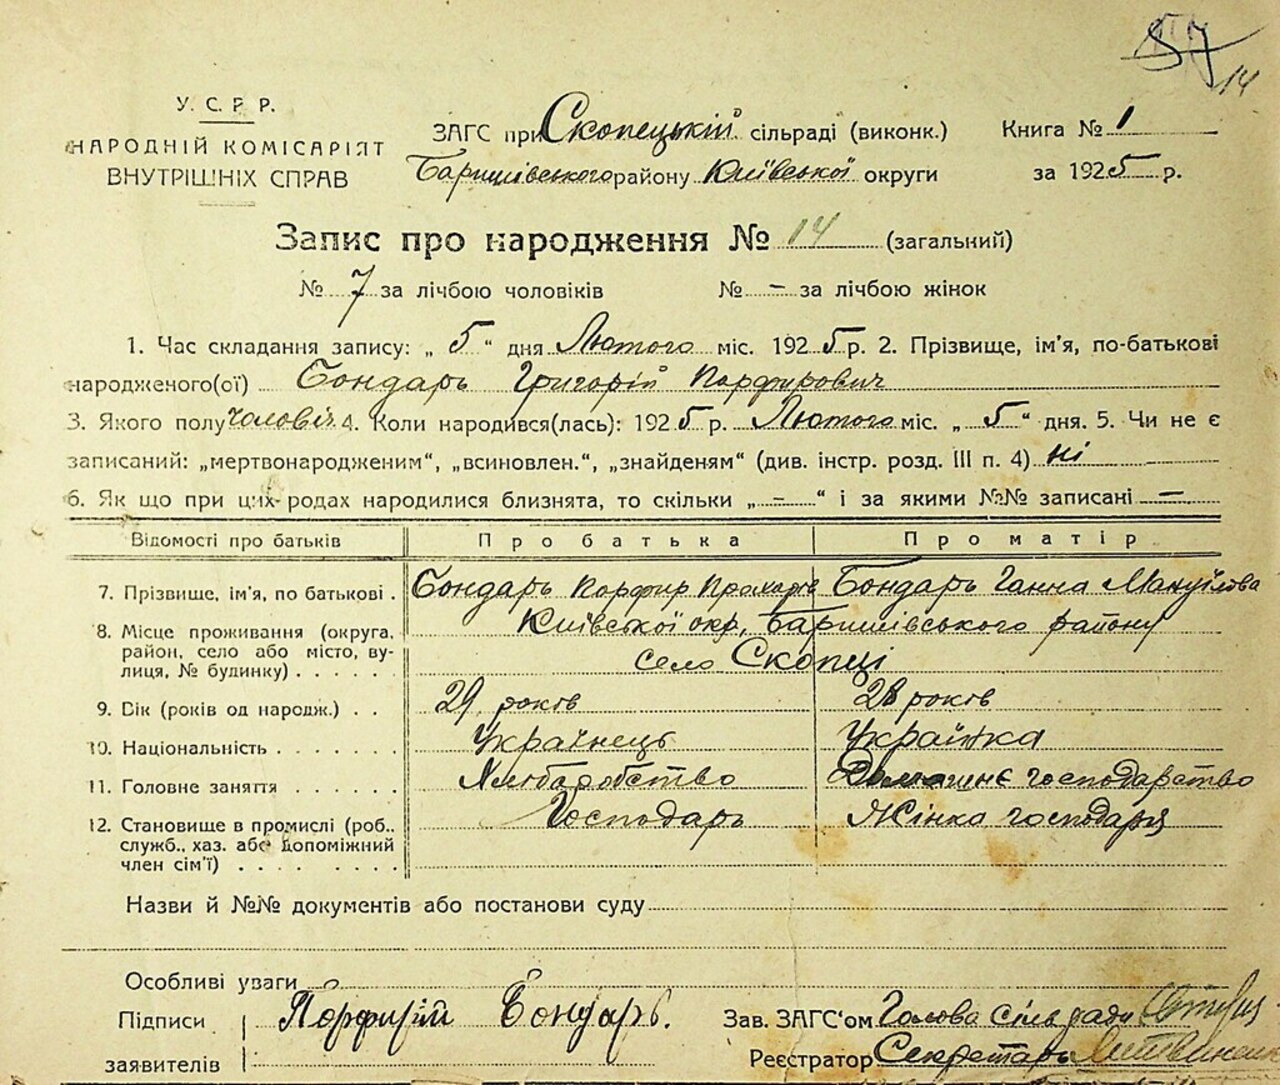 57
14
У. С. Р. Р.
НАРОДНІЙ КОМІСАРІЯТ
ВНУТРІШНІХ СПРАВ
ЗАГС при Скопецькій сільраді (виконк.)
Баришівського району Київської округи
Книга № 1
за 1925 р.
Запис про народження № 14 (загальний)
№ 7 за лічбою чоловіків № – за лічбою жінок
1. Час складання запису: „ 5 “ дня Лютого міс. 1925 р. 2. Прізвище, ім'я, по-батькові
народженого(ої) Бондарь Григорій Порфирович
3. Якого полу чоловіч. 4. Коли народився(лась): 1925 р. Лютого міс. „ 5 “ дня. 5. Чи не є
записаний: „мертвонародженим“, „всиновлен.“, „знайденям“ (див. інстр. розд. III п. 4) ні
6. Як що при цих родах народилися близнята, то скільки „ – “ і за якими №№ записані –
Відомості про батьків Про батька Про матір
7. Прізвище, ім'я, по батькові . Бондарь Порфир Прохорів Бондарь Ганна Мануїлова
8. Місце проживання (округа, Київської окр, Баришівського району
район, село або місто, ву-
лиця, № будинку) . . . . . . село Скопці
9. Вік (років од народж.) . . 29 років 28 років
10. Національність . . . . . . . Українець Українка
11. Головне заняття . . . . . . Хліборобство Домашнє господарство
12. Становище в промислі (роб., Господарь Жінка господаря
служб., хаз. або допоміжний
член сім'ї) . . . . . . . .
Назви й №№ документів або постанови суду
Особливі уваги
Підписи
заявителів
Порфирій Бондарь.
Зав. ЗАГС'ом Голова сільради
Реєстратор Секретарь Литвиненко